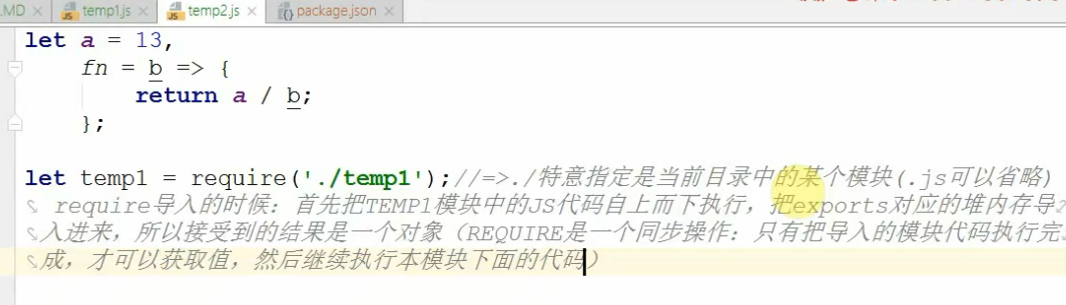 .MD temp1.js temp2.js package.json
let a = 13,
fn = b => {
return a / b;
};
let temp1 = require('./temp1');//=>./特意指定是当前目录中的某个模块(.js可以省略)
require导入的时候：首先把TEMP1模块中的JS代码自上而下执行，把exports对应的堆内存导
入进来，所以接受到的结果是一个对象（REQUIRE是一个同步操作：只有把导入的模块代码执行完
成，才可以获取值，然后继续执行本模块下面的代码）